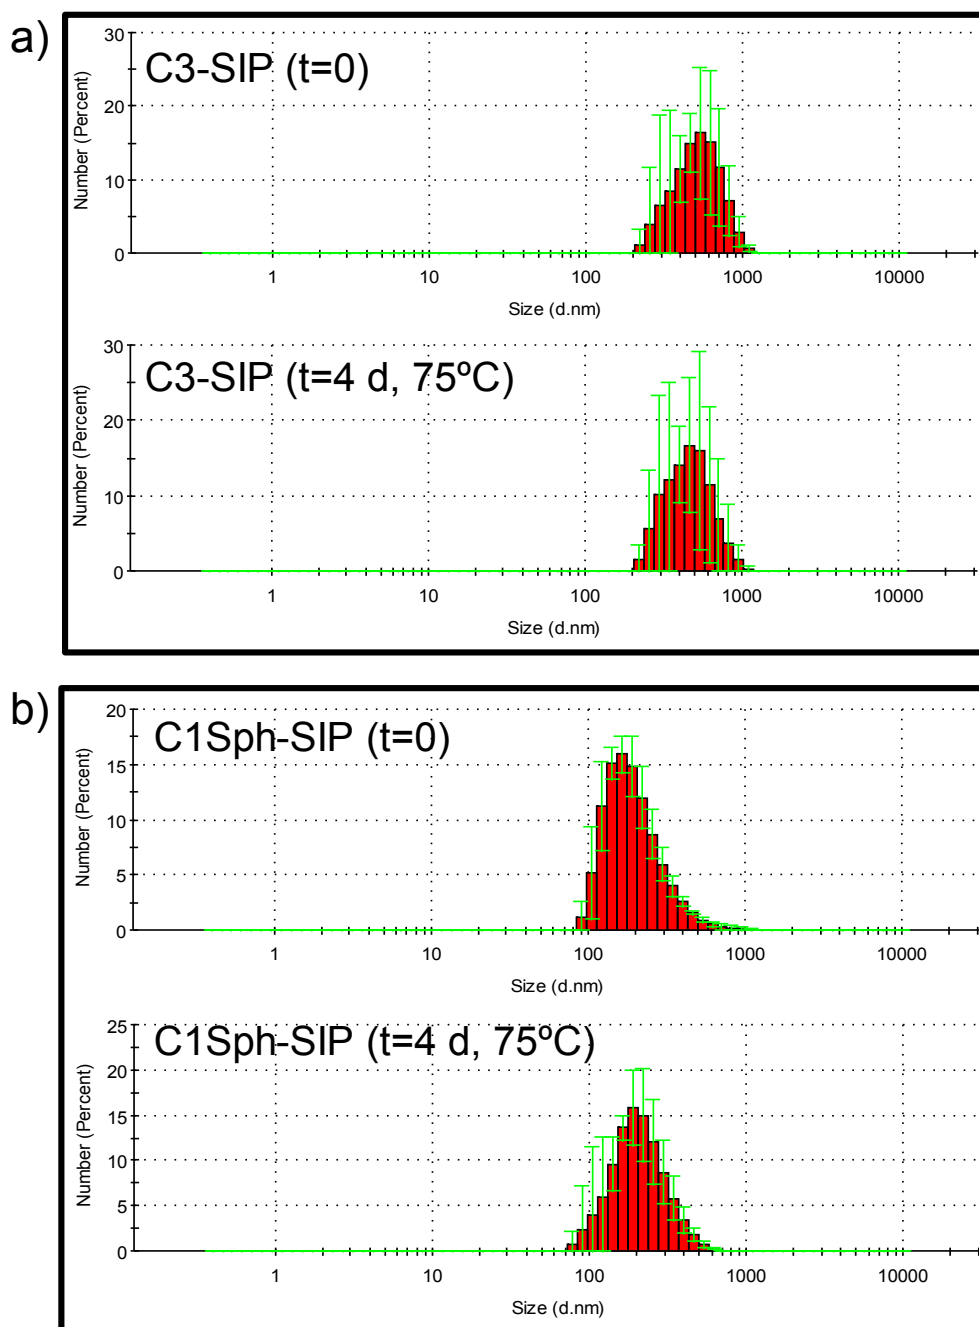 a)
C3-SIP (t=0)
Number (Percent)
30
20
10
0
1 10 100 1000 10000
Size (d.nm)
C3-SIP (t=4 d, 75ºC)
Number (Percent)
30
20
10
0
1 10 100 1000 10000
Size (d.nm)
b)
C1Sph-SIP (t=0)
Number (Percent)
20
15
10
5
0
1 10 100 1000 10000
Size (d.nm)
C1Sph-SIP (t=4 d, 75ºC)
Number (Percent)
25
20
15
10
5
0
1 10 100 1000 10000
Size (d.nm)